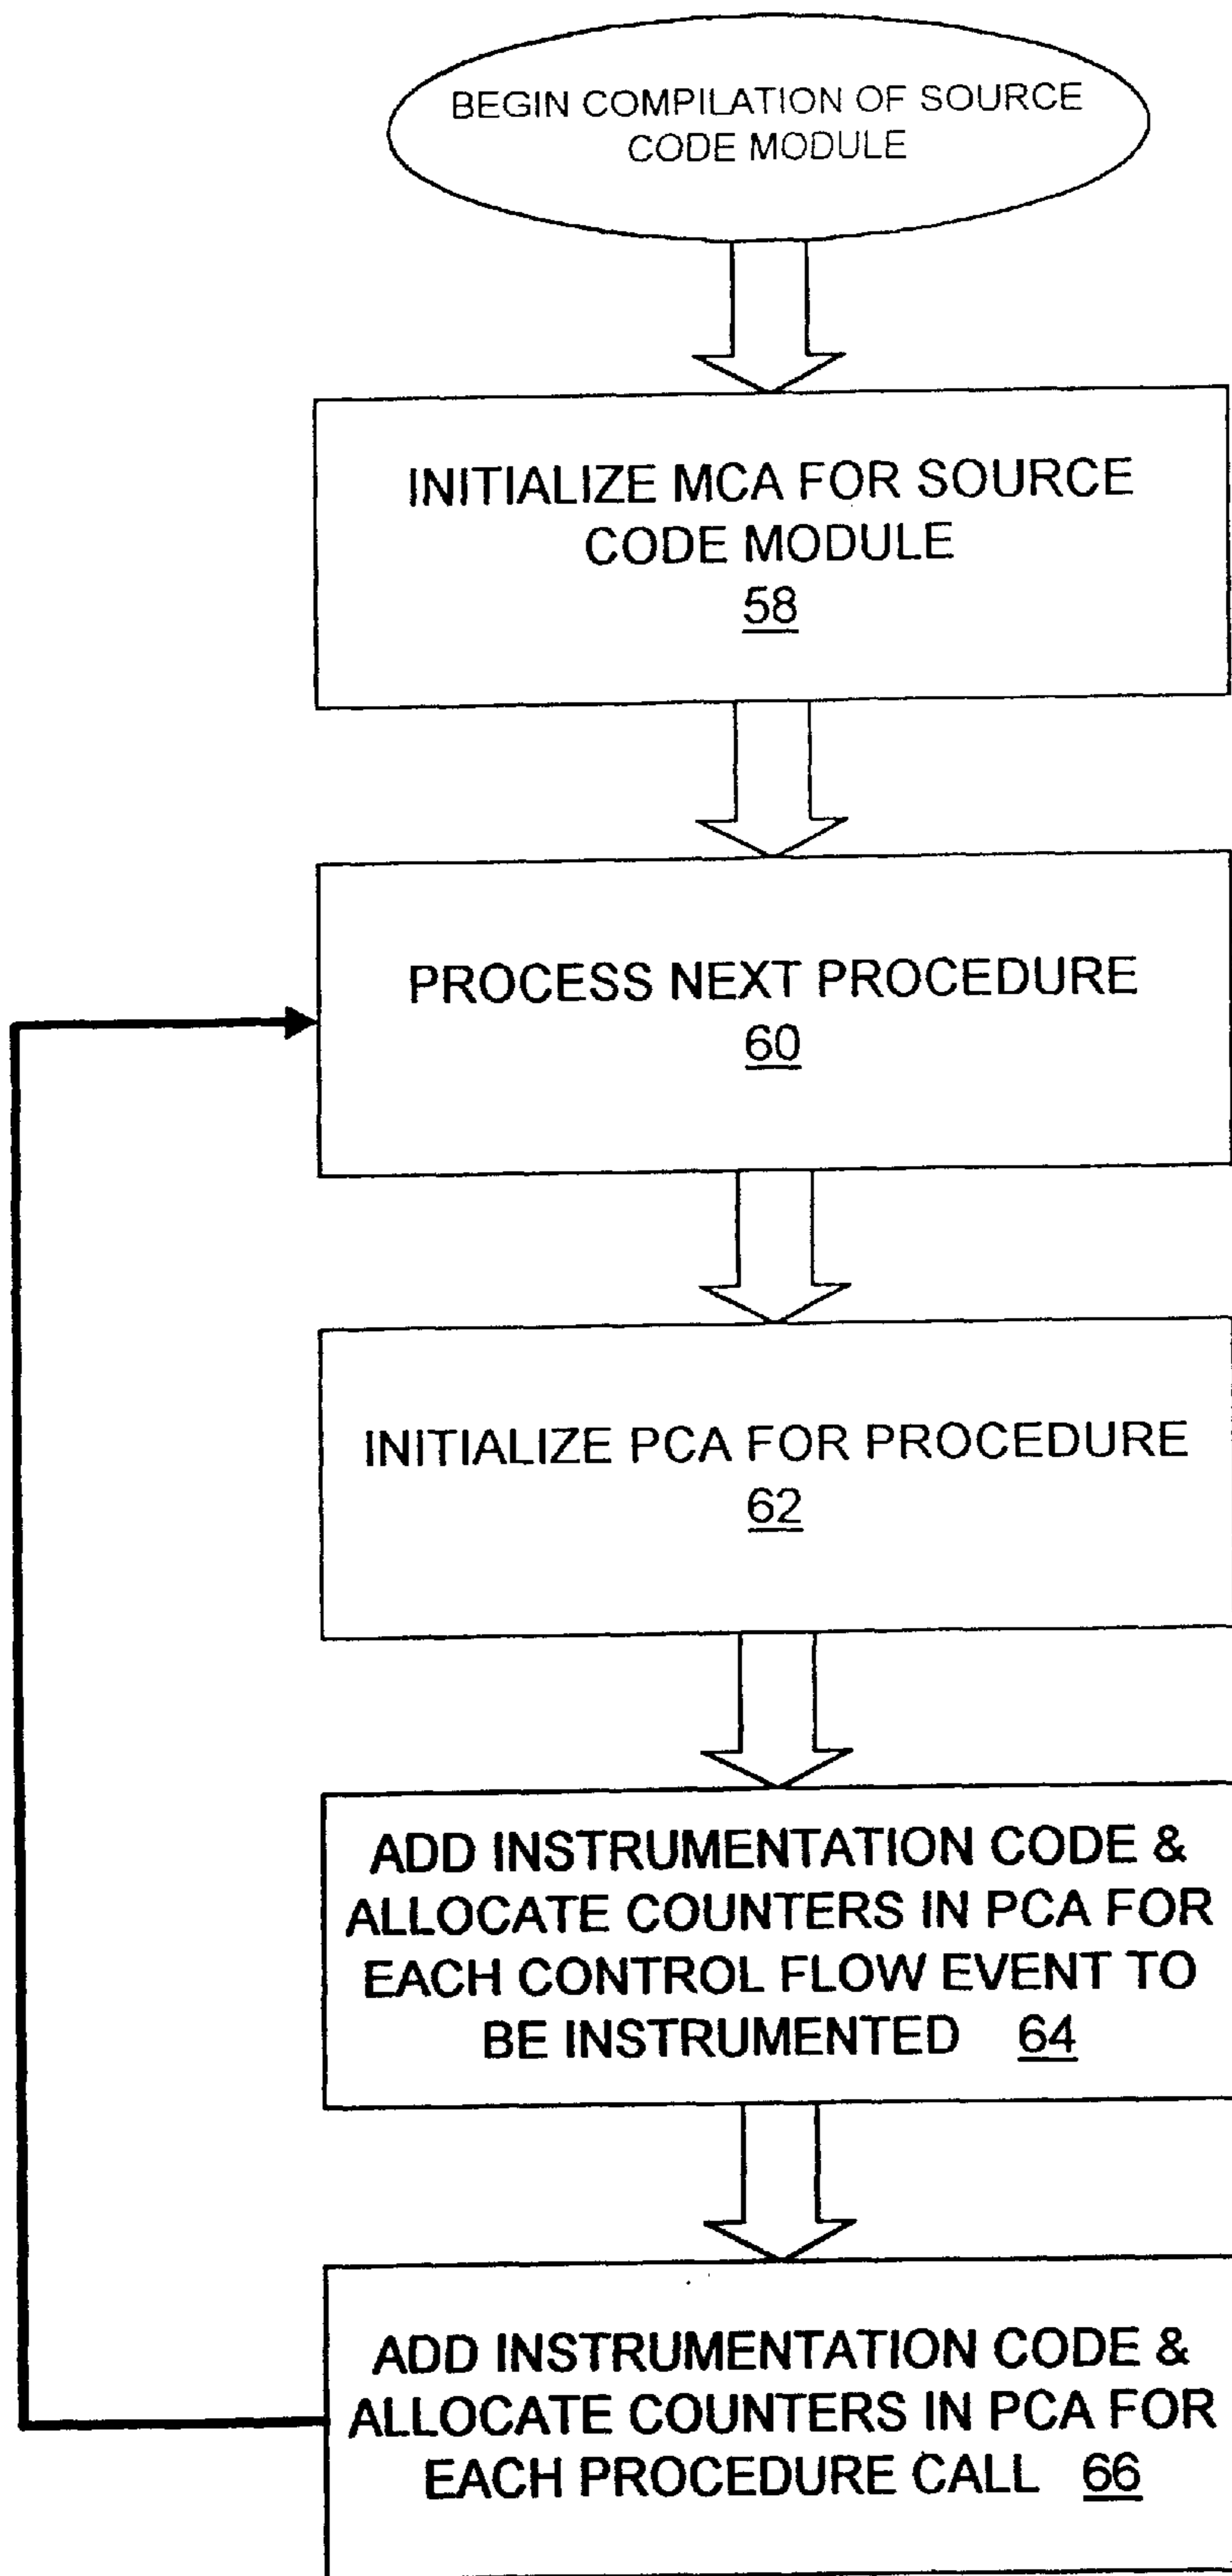 BEGIN COMPILATION OF SOURCE
CODE MODULE
INITIALIZE MCA FOR SOURCE
CODE MODULE
58
PROCESS NEXT PROCEDURE
60
INITIALIZE PCA FOR PROCEDURE
62
ADD INSTRUMENTATION CODE &
ALLOCATE COUNTERS IN PCA FOR
EACH CONTROL FLOW EVENT TO
BE INSTRUMENTED 64
ADD INSTRUMENTATION CODE &
ALLOCATE COUNTERS IN PCA FOR
EACH PROCEDURE CALL 66